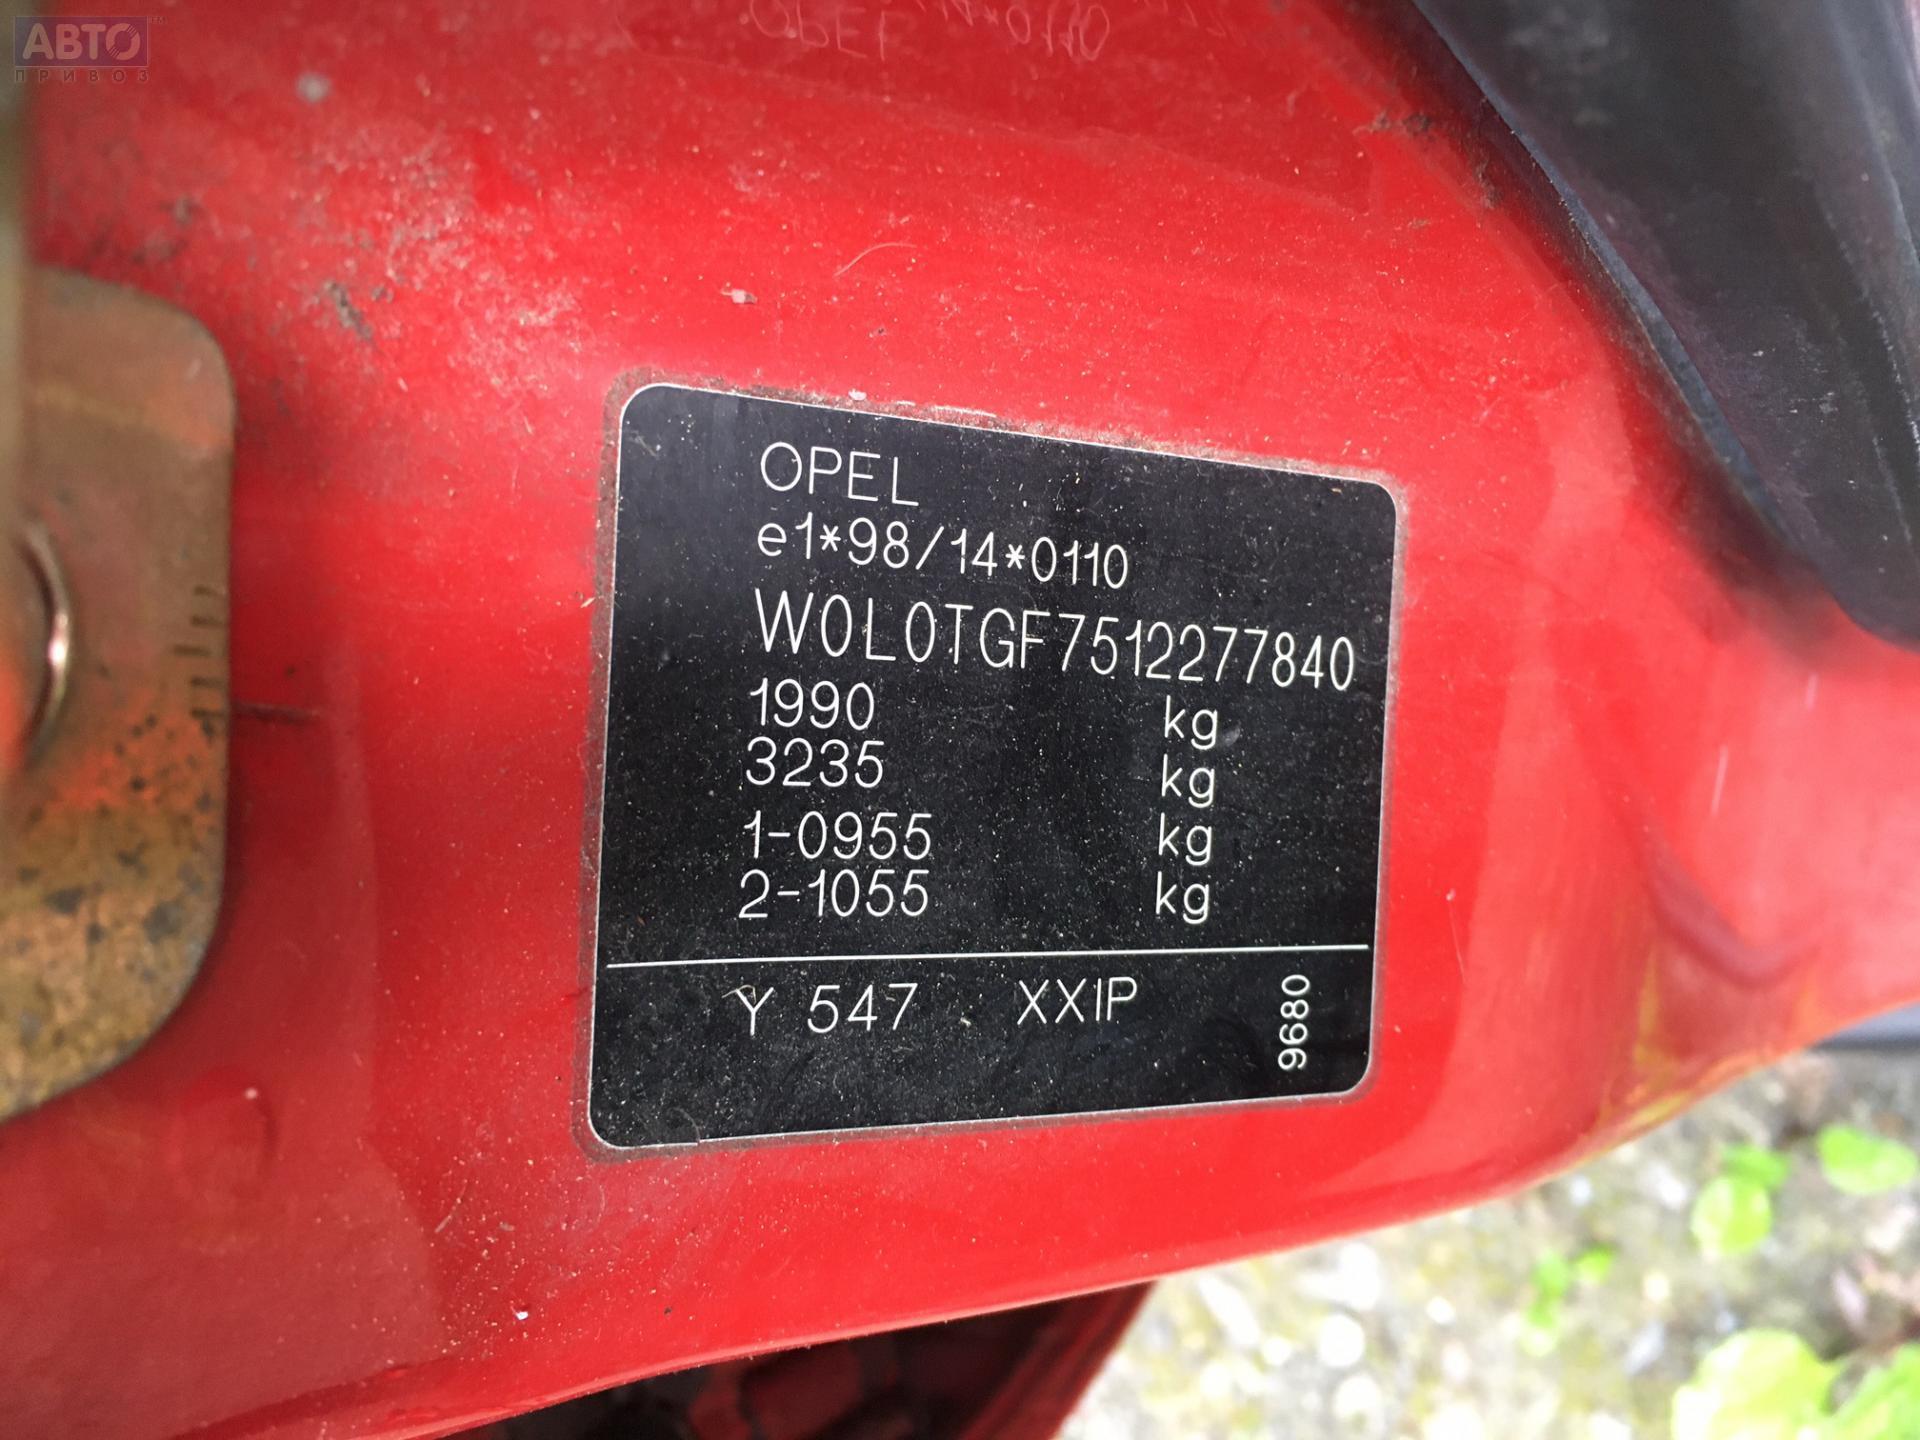 АВТО™
ПРИВОЗ
OPEL
e1*98/14*0110
W0L0TGF7512277840
1990 kg
3235 kg
1-0955 kg
2-1055 kg
Y 547 XXIP
9680